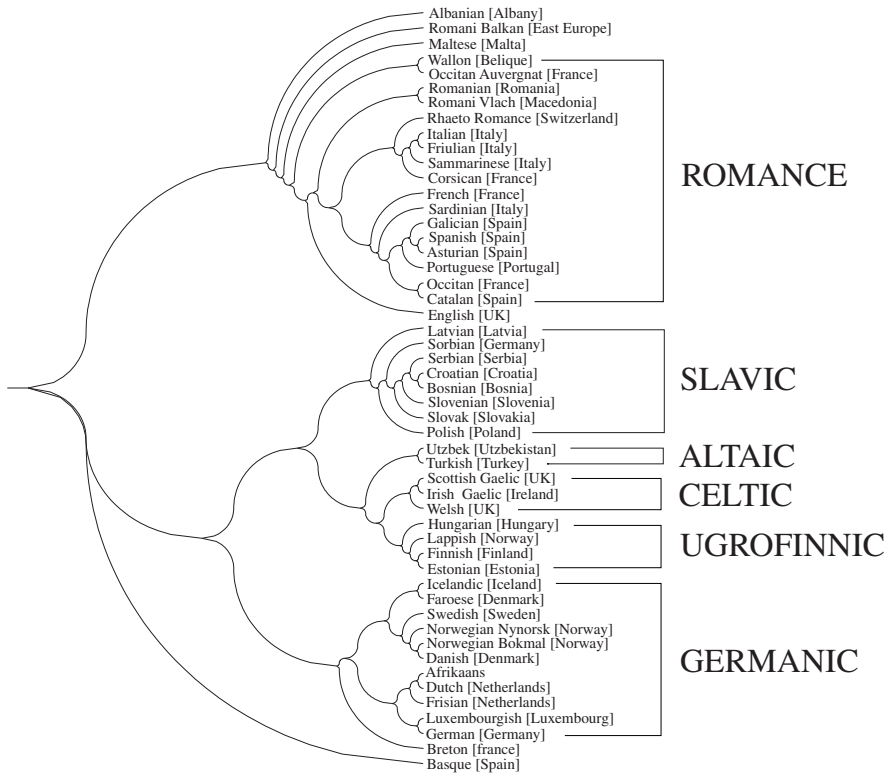 Albanian [Albany]
Romani Balkan [East Europe]
Maltese [Malta]
Wallon [Belique]
Occitan Auvergnat [France]
Romanian [Romania]
Romani Vlach [Macedonia]
Rhaeto Romance [Switzerland]
Italian [Italy]
Friulian [Italy]
Sammarinese [Italy]
Corsican [France]
French [France]
Sardinian [Italy]
Galician [Spain]
Spanish [Spain]
Asturian [Spain]
Portuguese [Portugal]
Occitan [France]
Catalan [Spain]
ROMANCE
English [UK]
Latvian [Latvia]
Sorbian [Germany]
Serbian [Serbia]
Croatian [Croatia]
Bosnian [Bosnia]
Slovenian [Slovenia]
Slovak [Slovakia]
Polish [Poland]
SLAVIC
Utzbek [Utzbekistan]
Turkish [Turkey]
ALTAIC
Scottish Gaelic [UK]
Irish Gaelic [Ireland]
Welsh [UK]
CELTIC
Hungarian [Hungary]
Lappish [Norway]
Finnish [Finland]
Estonian [Estonia]
UGROFINNIC
Icelandic [Iceland]
Faroese [Denmark]
Swedish [Sweden]
Norwegian Nynorsk [Norway]
Norwegian Bokmal [Norway]
Danish [Denmark]
Afrikaans
Dutch [Netherlands]
Frisian [Netherlands]
Luxembourgish [Luxembourg]
German [Germany]
GERMANIC
Breton [france]
Basque [Spain]